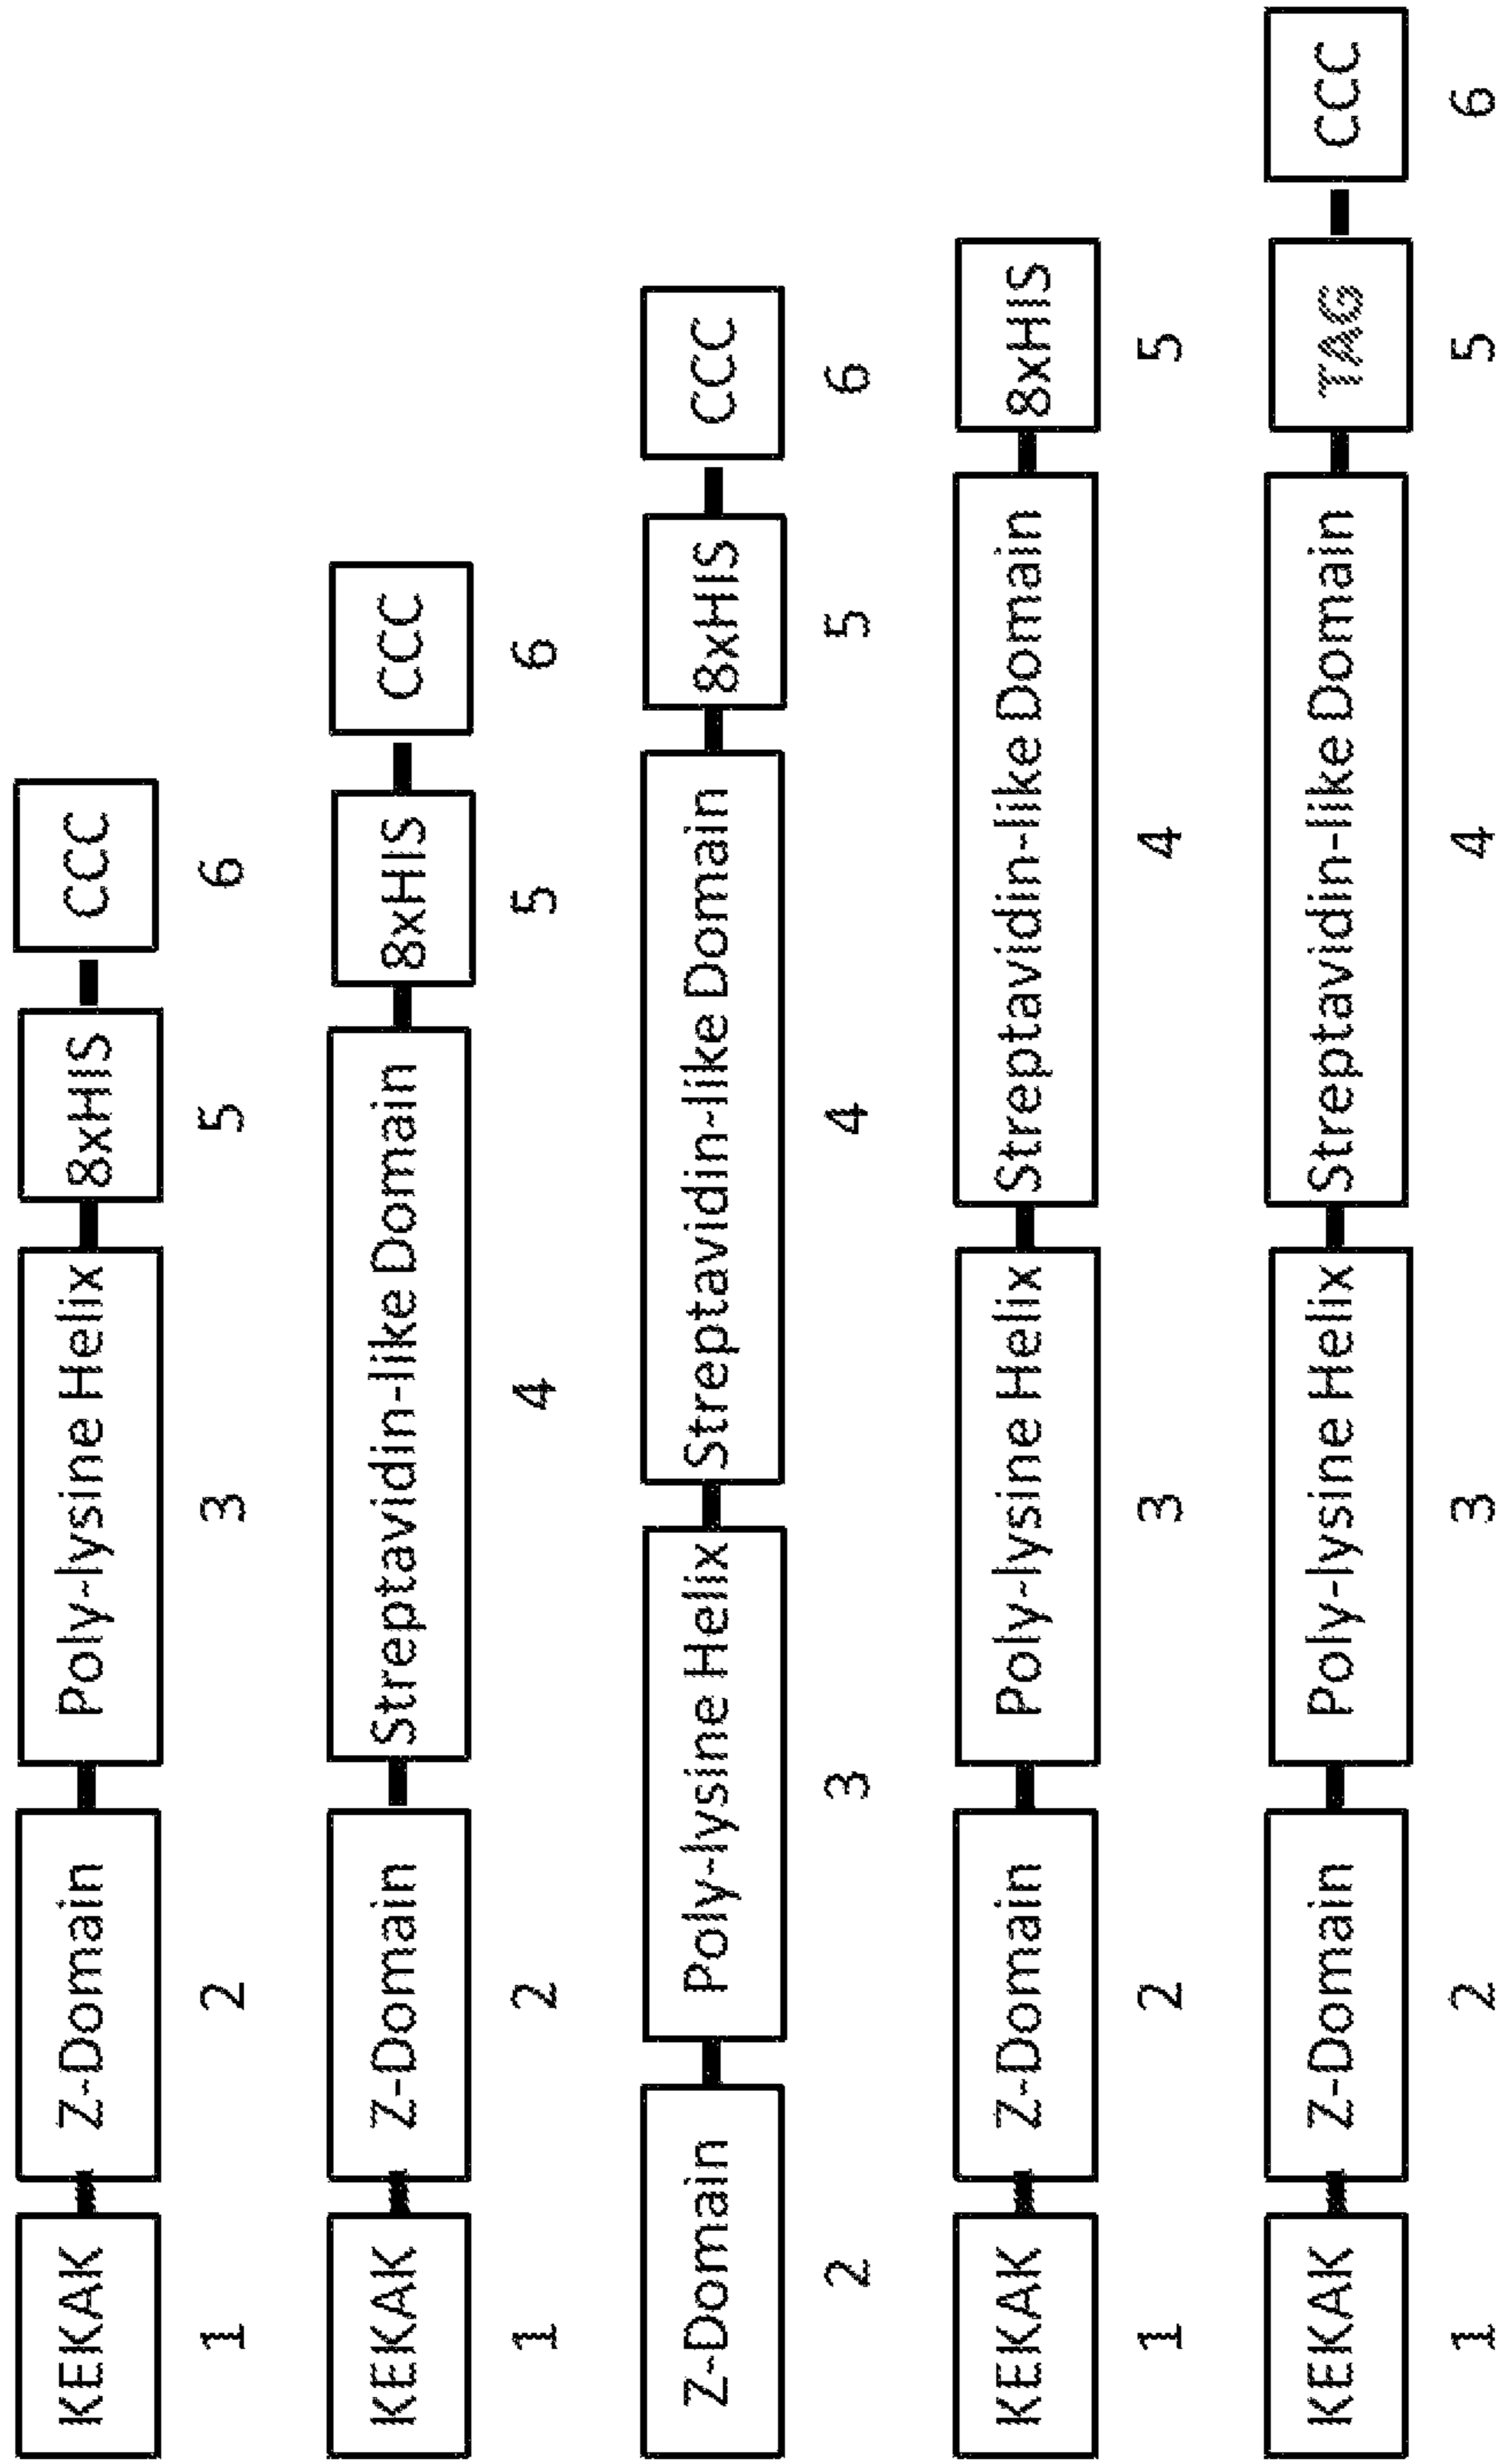 KEKAK Z-Domain Poly-lysine Helix 8xHIS CCC
1 2 3 5 6
KEKAK Z-Domain Streptavidin-like Domain 8xHIS CCC
1 2 4 5 6
Z-Domain Poly-lysine Helix Streptavidin-like Domain 8xHIS CCC
2 3 4 5 6
KEKAK Z-Domain Poly-lysine Helix Streptavidin-like Domain 8xHIS
1 2 3 4 5
KEKAK Z-Domain Poly-lysine Helix Streptavidin-like Domain TAG CCC
1 2 3 4 5 6